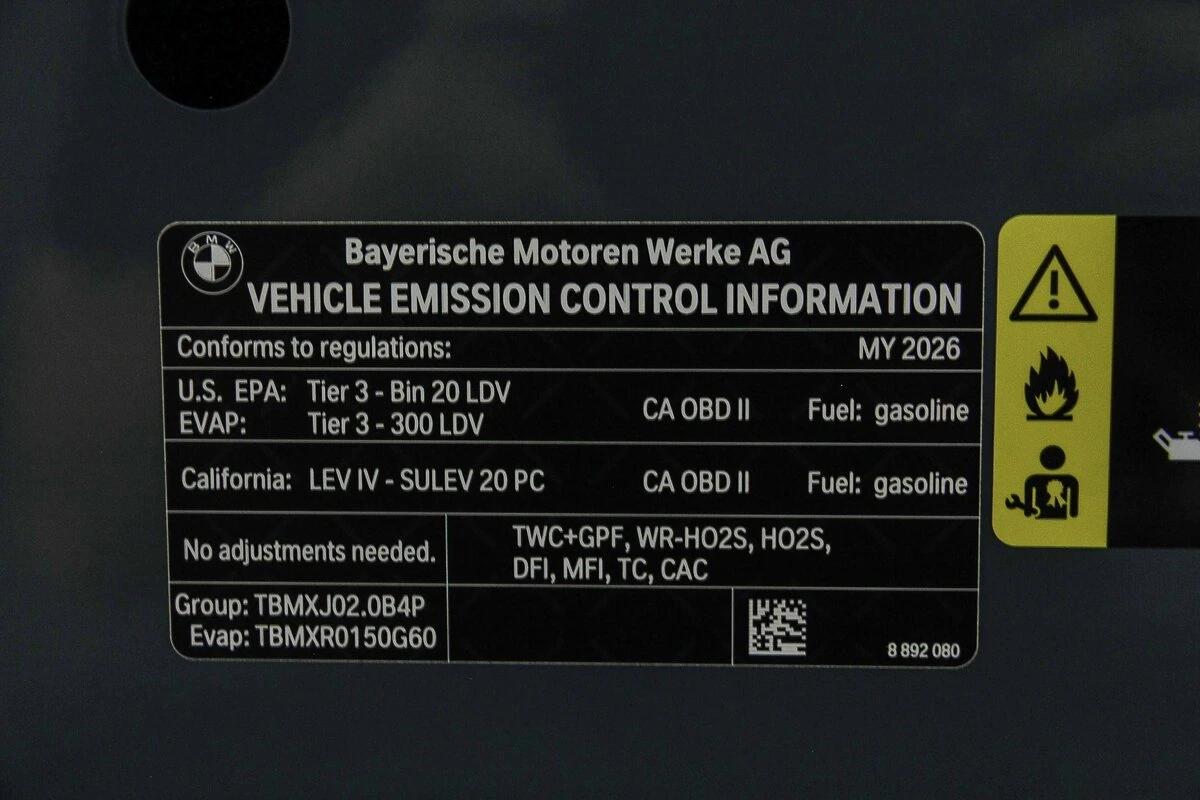 BMW
Bayerische Motoren Werke AG
VEHICLE EMISSION CONTROL INFORMATION
Conforms to regulations: MY 2026
U.S. EPA: Tier 3 - Bin 20 LDV
EVAP: Tier 3 - 300 LDV
CA OBD II Fuel: gasoline
California: LEV IV - SULEV 20 PC CA OBD II Fuel: gasoline
No adjustments needed.
TWC+GPF, WR-HO2S, HO2S,
DFI, MFI, TC, CAC
Group: TBMXJ02.0B4P
Evap: TBMXR0150G60
8 892 080